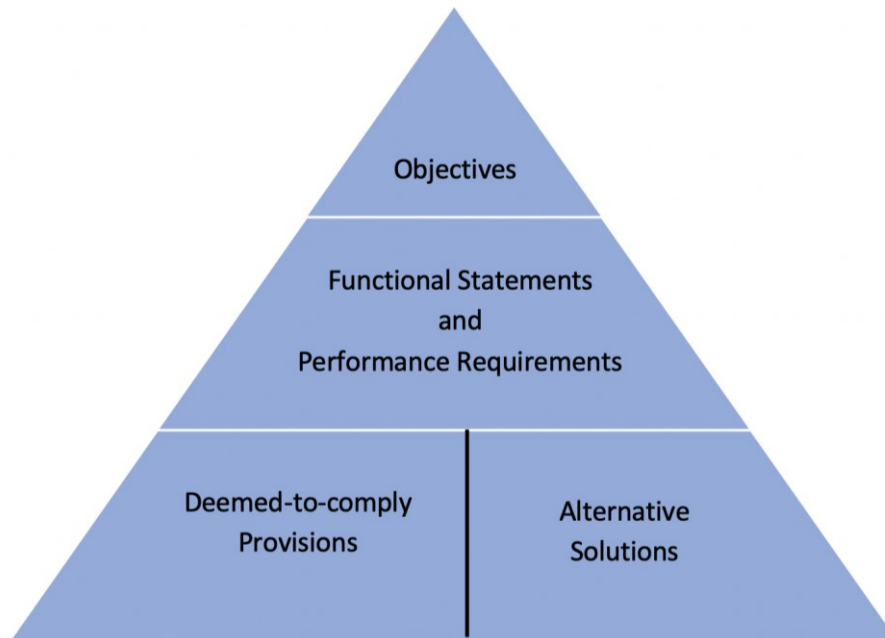 Objectives
Functional Statements
and
Performance Requirements
Deemed-to-comply
Provisions
Alternative
Solutions